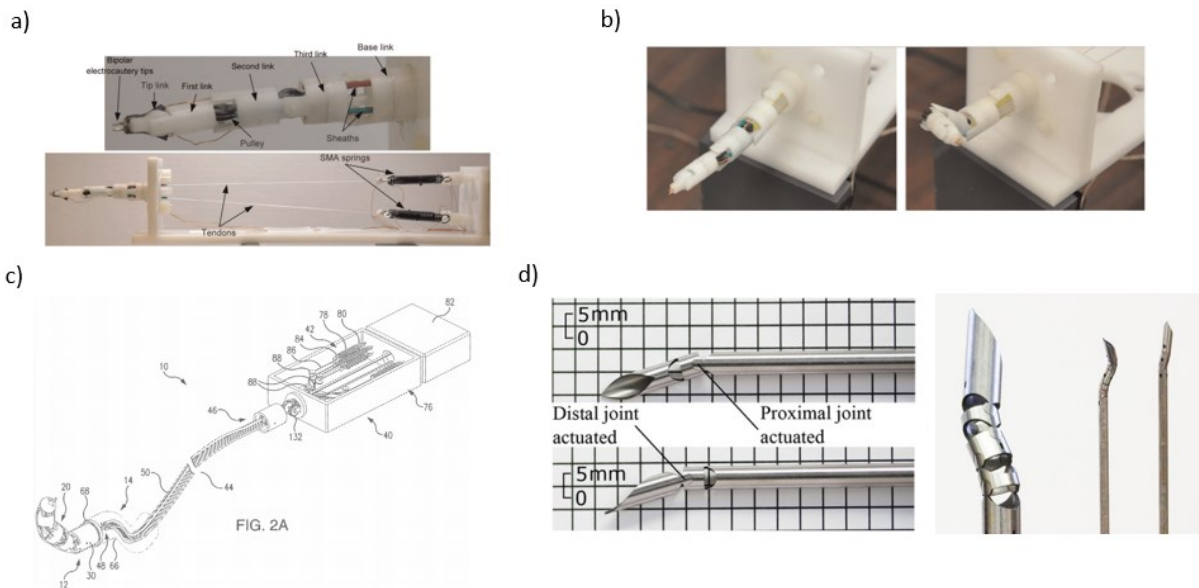 a)
Bipolar
electrocautery tips
Tip link
First link
Second link
Third link
Base link
Pulley
Sheaths
SMA springs
Tendons
b)
c)
82
80
78
42
84
86
88
88
10
46
132
76
40
50
44
14
68
20
FIG. 2A
12
30
48
66
d)
5mm
0
Distal joint
actuated
Proximal joint
actuated
5mm
0